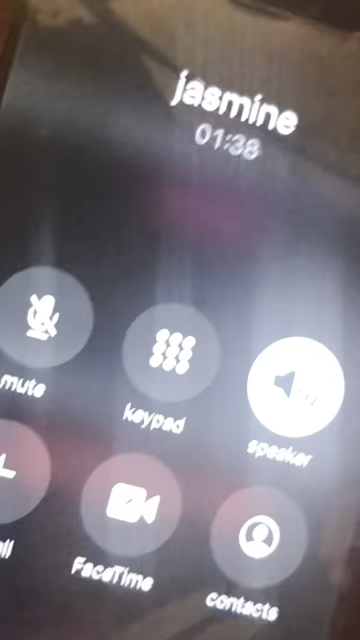 jasmine
01:38
mute
keypad
speaker
FaceTime
contacts